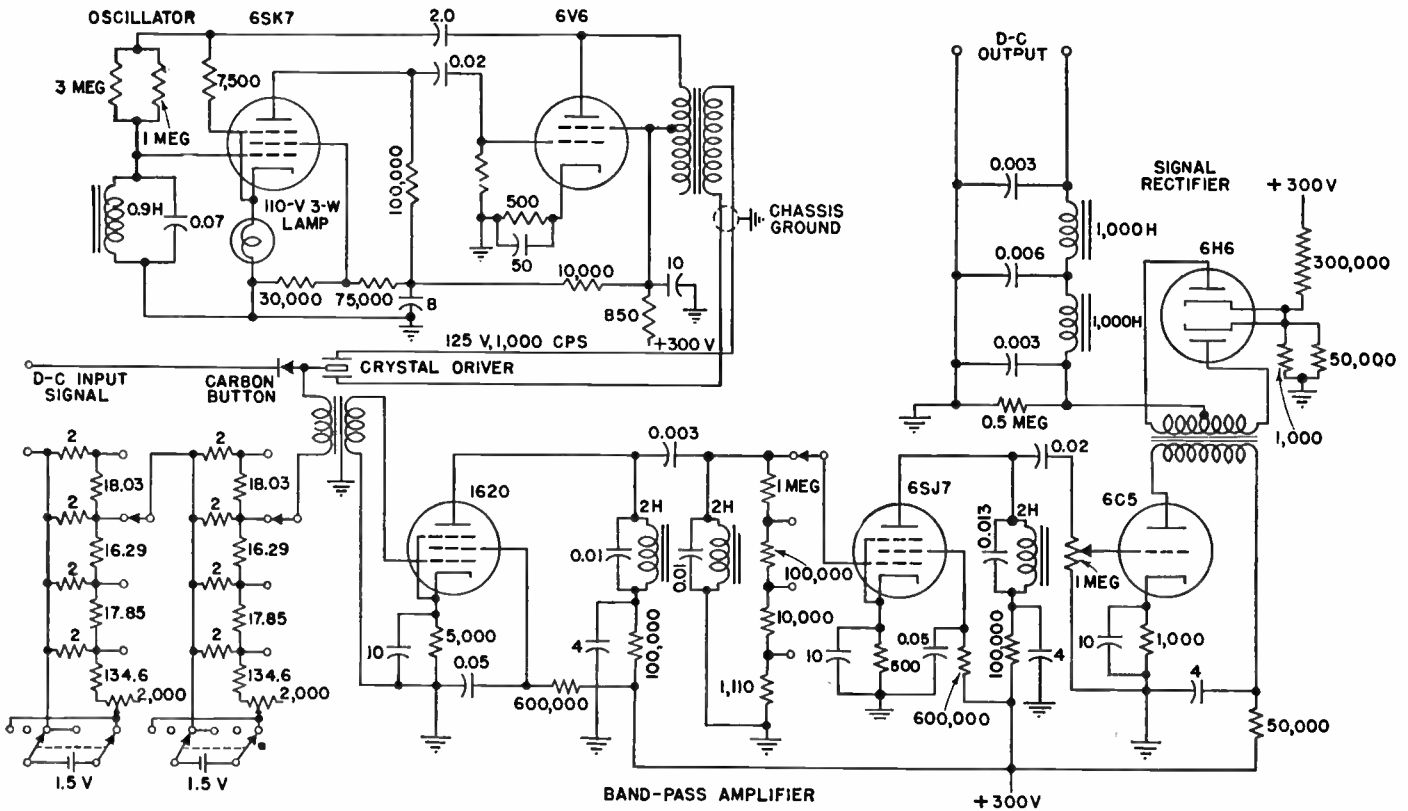 OSCILLATOR
6SK7
2.0
6V6
3 MEG
7,500
1 MEG
0.02
100,000
0.9H
0.07
110-V 3-W
LAMP
500
50
30,000
75,000
8
10,000
10
850
+300 V
CHASSIS
GROUND
125 V, 1,000 CPS
CRYSTAL DRIVER
D-C INPUT
SIGNAL
CARBON
BUTTON
D-C
OUTPUT
0.003
1,000H
0.006
1,000H
0.003
0.5 MEG
SIGNAL
RECTIFIER
+ 300 V
6H6
300,000
50,000
1,000
2
18.03
2
16.29
2
17.85
2
134.6
2,000
1.5 V
2
18.03
2
16.29
2
17.85
2
134.6
2,000
1.5 V
1620
10
5,000
0.05
600,000
0.003
2H
0.01
4
100,000
2H
0.01
1 MEG
100,000
10,000
1,110
6SJ7
10
500
0.05
600,000
0.02
2H
0.013
100,000
4
1 MEG
6C5
10
1,000
4
50,000
BAND-PASS AMPLIFIER
+ 300 V